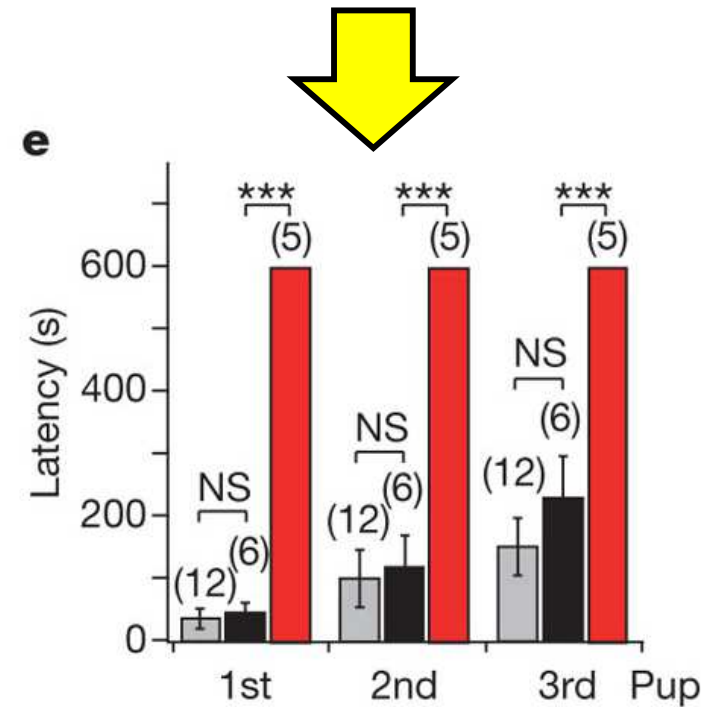 e
*** *** ***
(5) (5) (5)
600
NS
400
(6)
NS
(12)
(6)
NS
200
(12)
(6)
(12)
0
Latency (s)
1st 2nd 3rd Pup